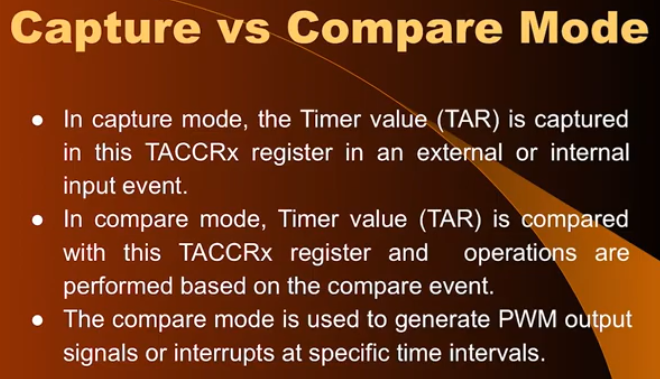 Capture vs Compare Mode
● In capture mode, the Timer value (TAR) is captured
in this TACCRx register in an external or internal
input event.
● In compare mode, Timer value (TAR) is compared
with this TACCRx register and operations are
performed based on the compare event.
● The compare mode is used to generate PWM output
signals or interrupts at specific time intervals.